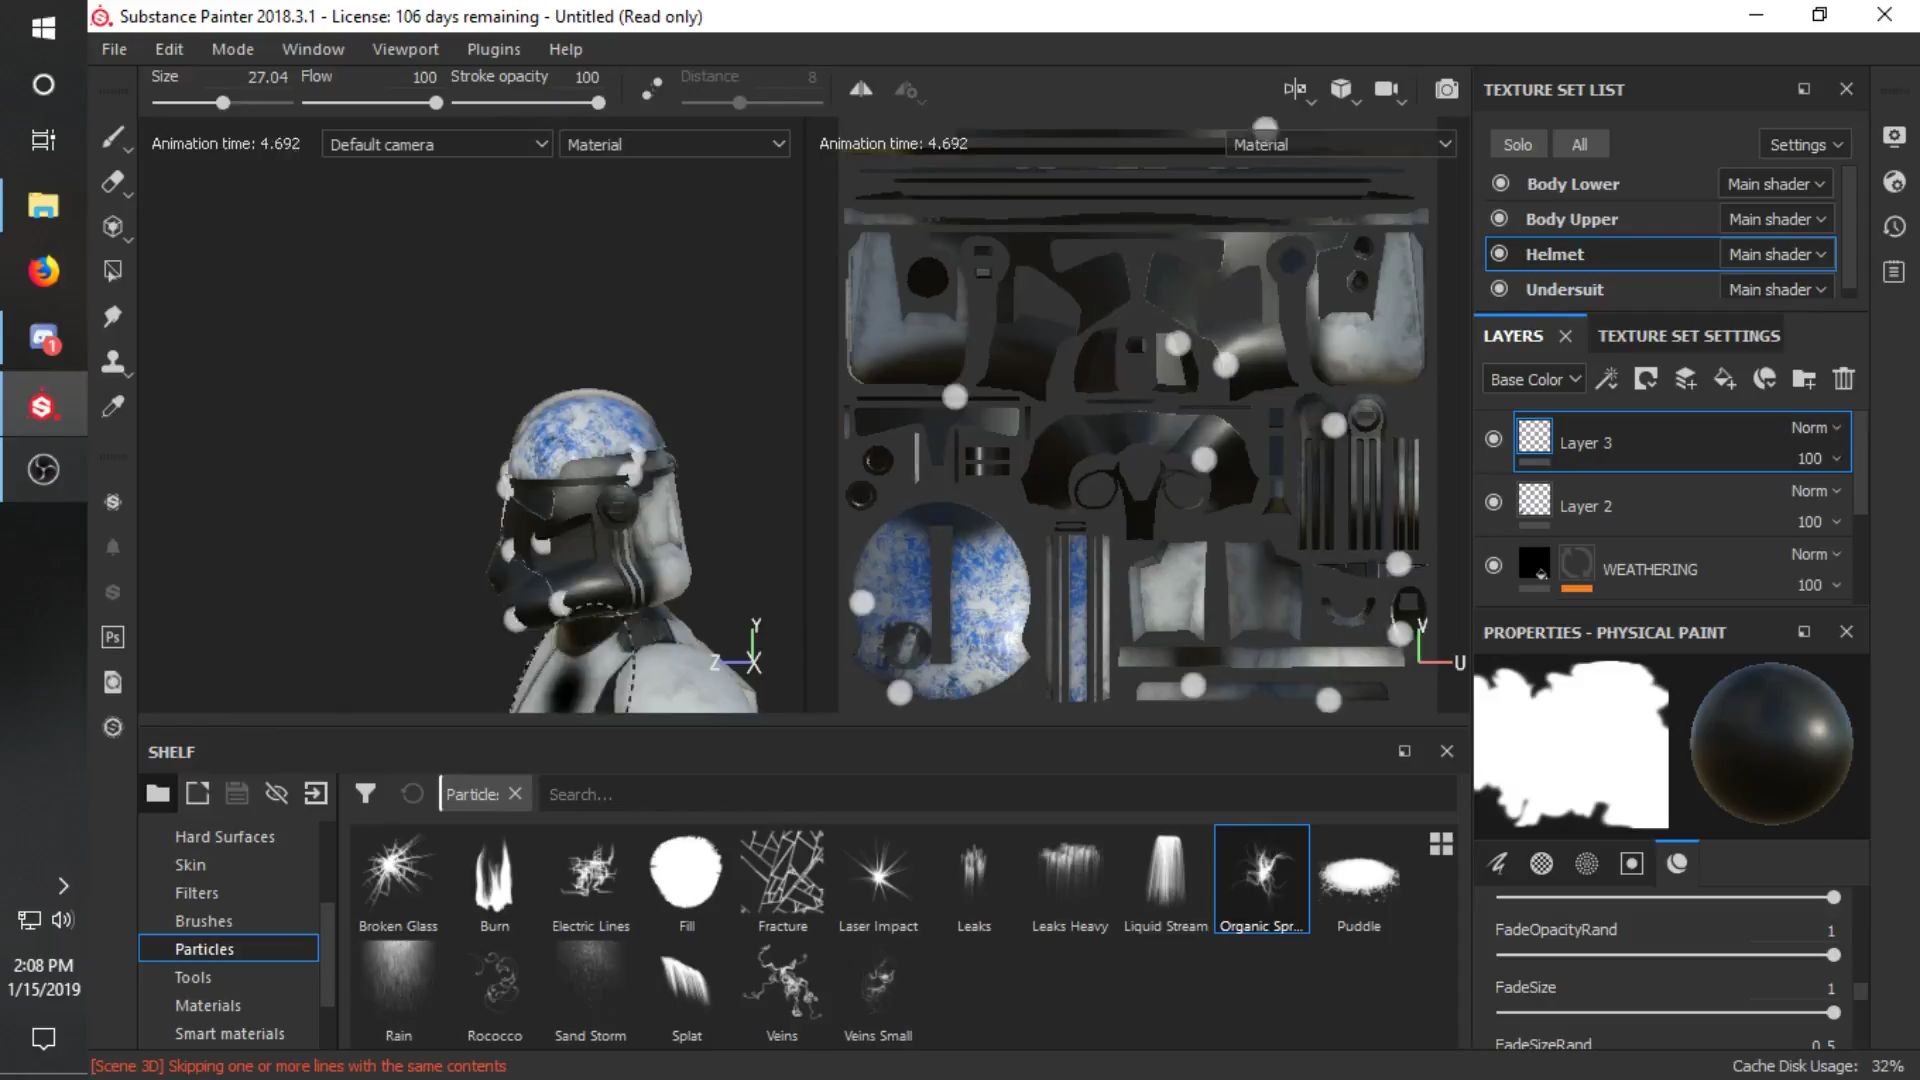 Substance Painter 2018.3.1 - License: 106 days remaining - Untitled (Read only)
File Edit Mode Window Viewport Plugins Help
Size 27.04 Flow 100 Stroke opacity 100 Distance 8
Animation time: 4.692 Default camera Material
Animation time: 4.692 Material
Y
Z X
V
U
TEXTURE SET LIST
Solo All Settings
Body Lower Main shader
Body Upper Main shader
Helmet Main shader
Undersuit Main shader
LAYERS TEXTURE SET SETTINGS
Base Color
Layer 3 Norm
100
Layer 2 Norm
100
WEATHERING Norm
100
PROPERTIES - PHYSICAL PAINT
FadeOpacityRand 1
FadeSize 1
FadeSizeRand 0.5
Ps
1
SHELF
Particles Search...
Hard Surfaces
Skin
Filters
Brushes
Particles
Tools
Materials
Smart materials
Broken Glass Burn Electric Lines Fill Fracture Laser Impact Leaks Leaks Heavy Liquid Stream Organic Spr... Puddle
Rain Rococco Sand Storm Splat Veins Veins Small
2:08 PM
1/15/2019
[Scene 3D] Skipping one or more lines with the same contents
Cache Disk Usage: 32%